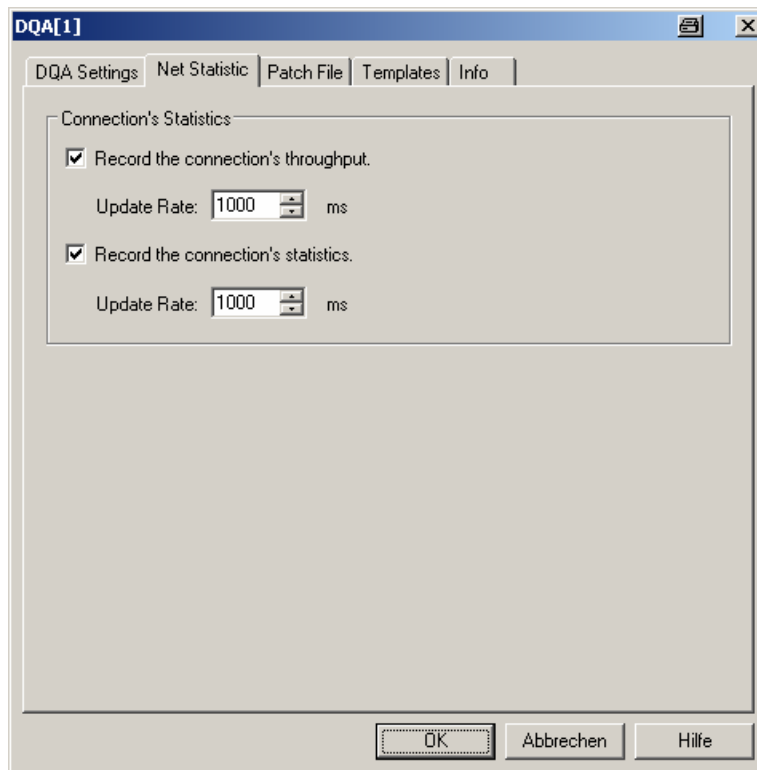 DQA[1]
DQA Settings Net Statistic Patch File Templates Info
Connection's Statistics
Record the connection's throughput.
Update Rate: 1000 ms
Record the connection's statistics.
Update Rate: 1000 ms
OK Abbrechen Hilfe